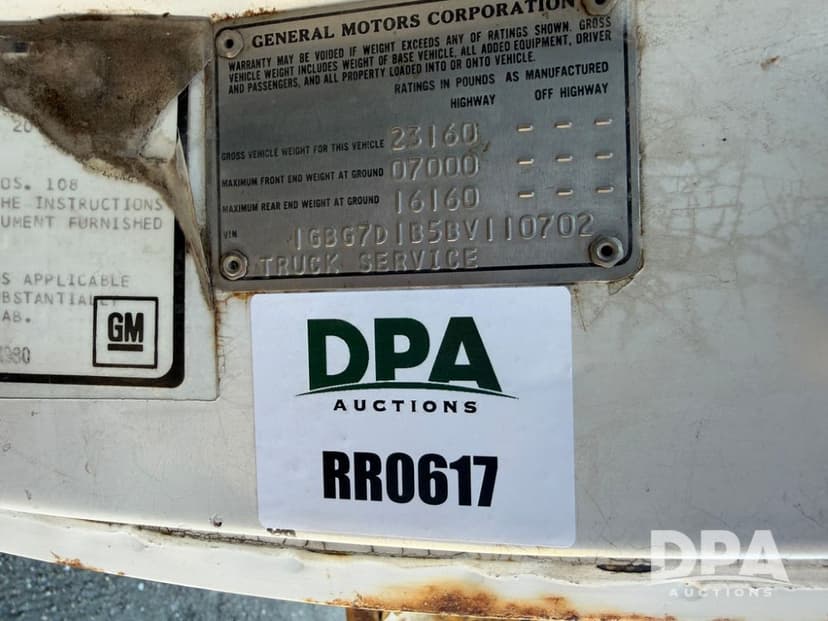 GENERAL MOTORS CORPORATION
WARRANTY MAY BE VOIDED IF WEIGHT EXCEEDS ANY OF RATINGS SHOWN. GROSS
VEHICLE WEIGHT INCLUDES WEIGHT OF BASE VEHICLE, ALL ADDED EQUIPMENT, DRIVER
AND PASSENGERS, AND ALL PROPERTY LOADED INTO OR ONTO VEHICLE.
RATINGS IN POUNDS AS MANUFACTURED
HIGHWAY OFF HIGHWAY
GROSS VEHICLE WEIGHT FOR THIS VEHICLE 23160 - - -
MAXIMUM FRONT END WEIGHT AT GROUND 07000 - - -
MAXIMUM REAR END WEIGHT AT GROUND 16160 - - -
VIN 1GBG7D1B5BV110702
TRUCK SERVICE
20
OS. 108
HE INSTRUCTIONS
UMENT FURNISHED
S APPLICABLE
UBSTANTIALLY
AB.
GM
1980
DPA
AUCTIONS
RR0617
DPA
AUCTIONS